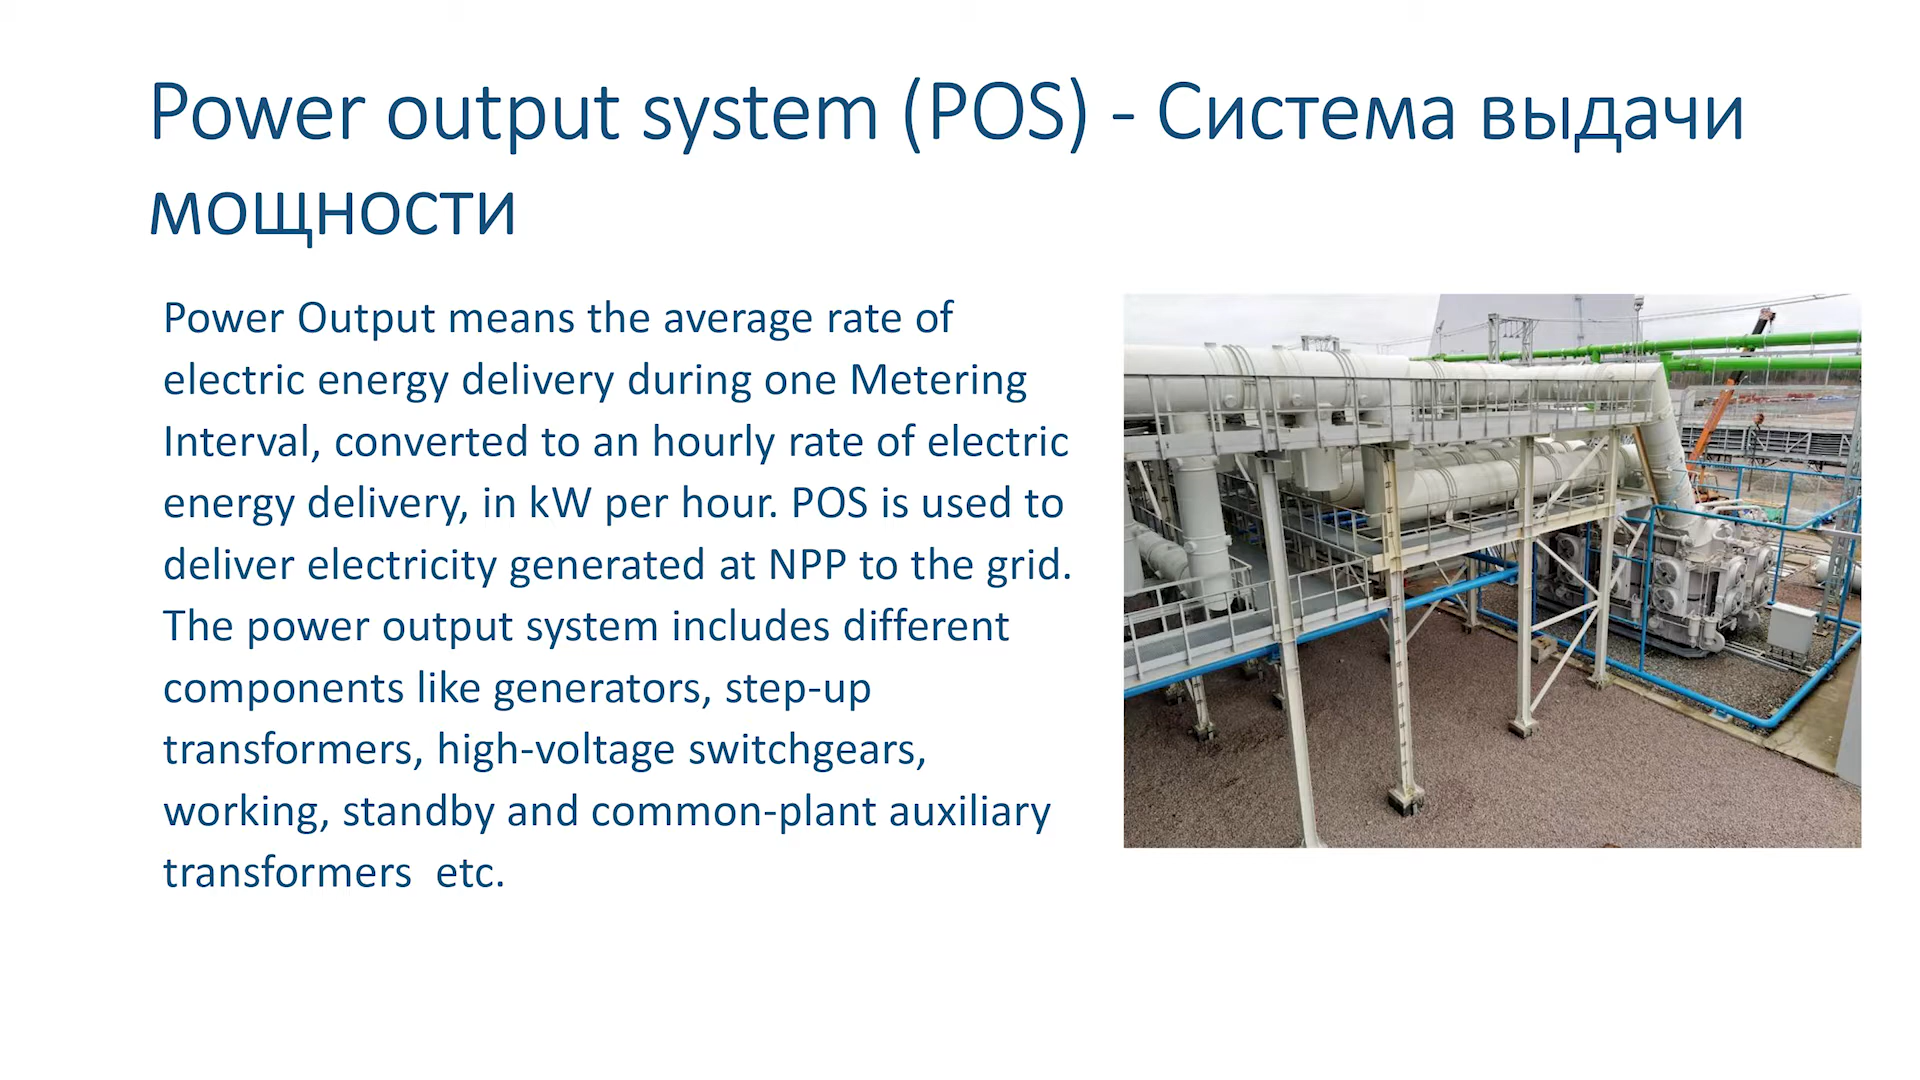 Power output system (POS) - Система выдачи
мощности
Power Output means the average rate of
electric energy delivery during one Metering
Interval, converted to an hourly rate of electric
energy delivery, in kW per hour. POS is used to
deliver electricity generated at NPP to the grid.
The power output system includes different
components like generators, step-up
transformers, high-voltage switchgears,
working, standby and common-plant auxiliary
transformers  etc.